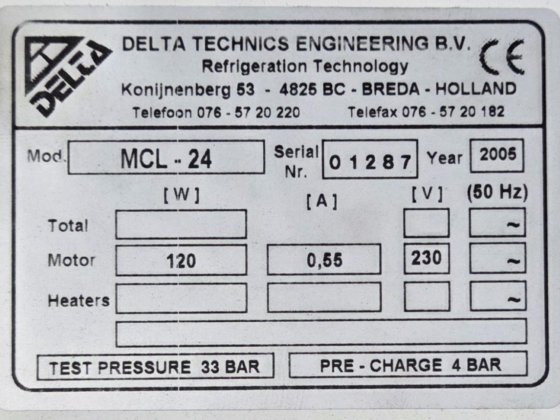 DELTA
DELTA TECHNICS ENGINEERING B.V.
CE
Refrigeration Technology
Konijnenberg 53 - 4825 BC - BREDA - HOLLAND
Telefoon 076 - 57 20 220 Telefax 076 - 57 20 182
Mod. MCL - 24 Serial Nr. 01287 Year 2005
[ W ] [ A ] [ V ] (50 Hz)
Total ~
Motor 120 0,55 230 ~
Heaters ~
TEST PRESSURE 33 BAR PRE - CHARGE 4 BAR